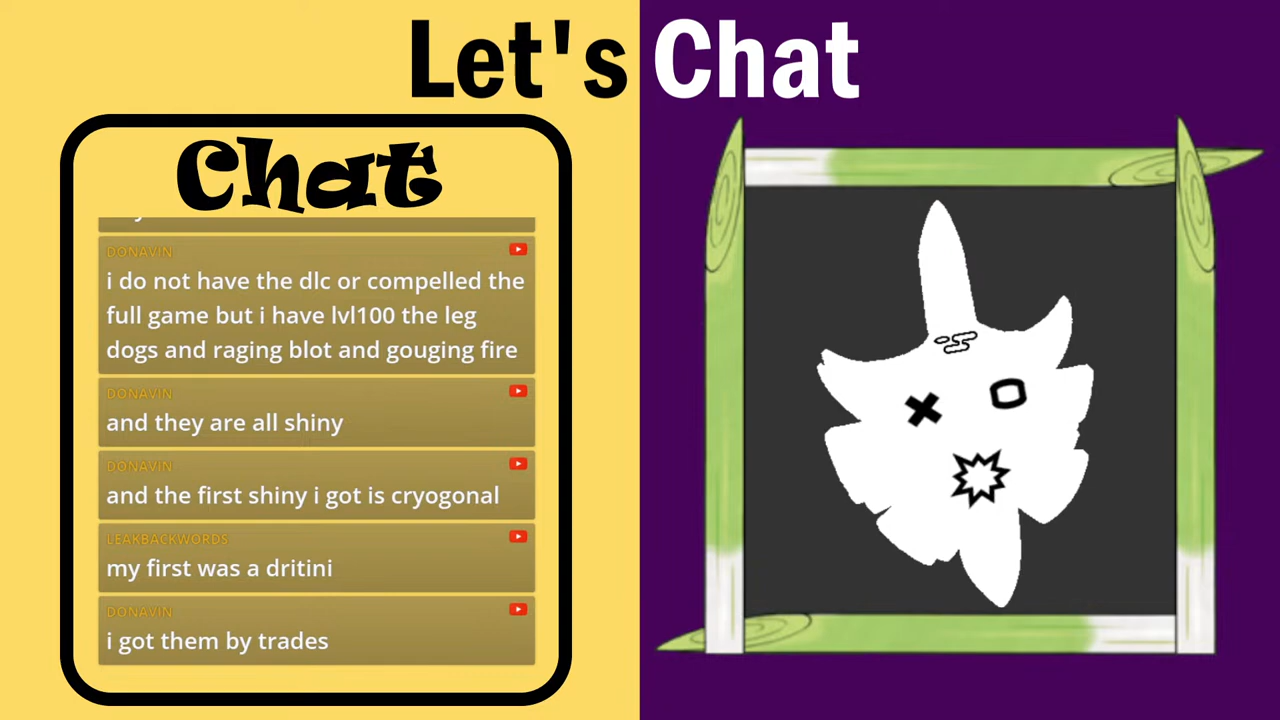 Let's Chat
Chat
DONAVIN
i do not have the dlc or compelled the
full game but i have lvl100 the leg
dogs and raging blot and gouging fire
DONAVIN
and they are all shiny
DONAVIN
and the first shiny i got is cryogonal
LEAKBACKWORDS
my first was a dritini
DONAVIN
i got them by trades